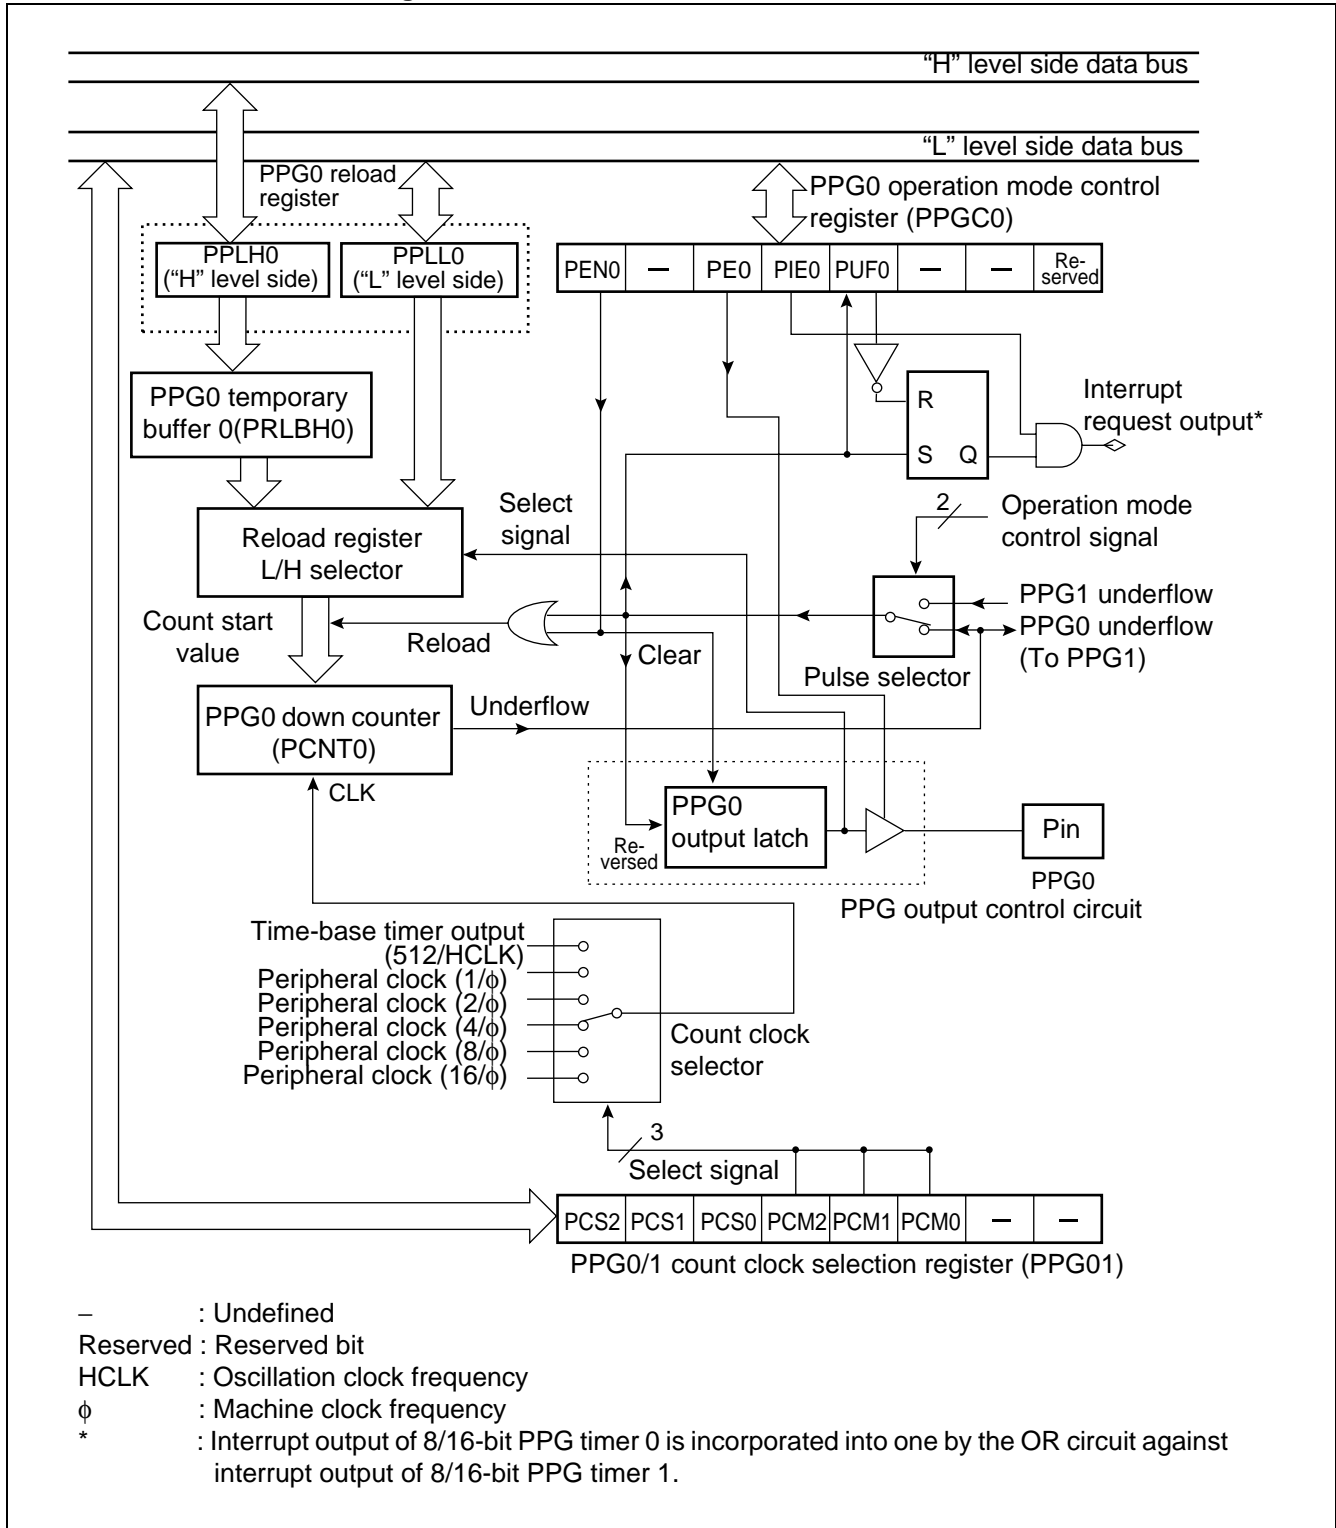 “H” level side data bus
“L” level side data bus
PPG0 reload
register
PPG0 operation mode control
register (PPGC0)
PPLH0
(“H” level side)
PPLL0
(“L” level side)
PEN0 — PE0 PIE0 PUF0 — — Re-
served
PPG0 temporary
buffer 0(PRLBH0)
R
S Q
Interrupt
request output*
Select
signal
2
Operation mode
control signal
Reload register
L/H selector
PPG1 underflow
PPG0 underflow
(To PPG1)
Count start
value
Reload
Clear
Pulse selector
PPG0 down counter
(PCNT0)
Underflow
CLK
PPG0
output latch
Re-
versed
Pin
PPG0
PPG output control circuit
Time-base timer output
(512/HCLK)
Peripheral clock (1/ϕ)
Peripheral clock (2/ϕ)
Peripheral clock (4/ϕ)
Peripheral clock (8/ϕ)
Peripheral clock (16/ϕ)
Count clock
selector
3
Select signal
PCS2 PCS1 PCS0 PCM2 PCM1 PCM0 — —
PPG0/1 count clock selection register (PPG01)
– : Undefined
Reserved : Reserved bit
HCLK : Oscillation clock frequency
ϕ : Machine clock frequency
* : Interrupt output of 8/16-bit PPG timer 0 is incorporated into one by the OR circuit against
interrupt output of 8/16-bit PPG timer 1.